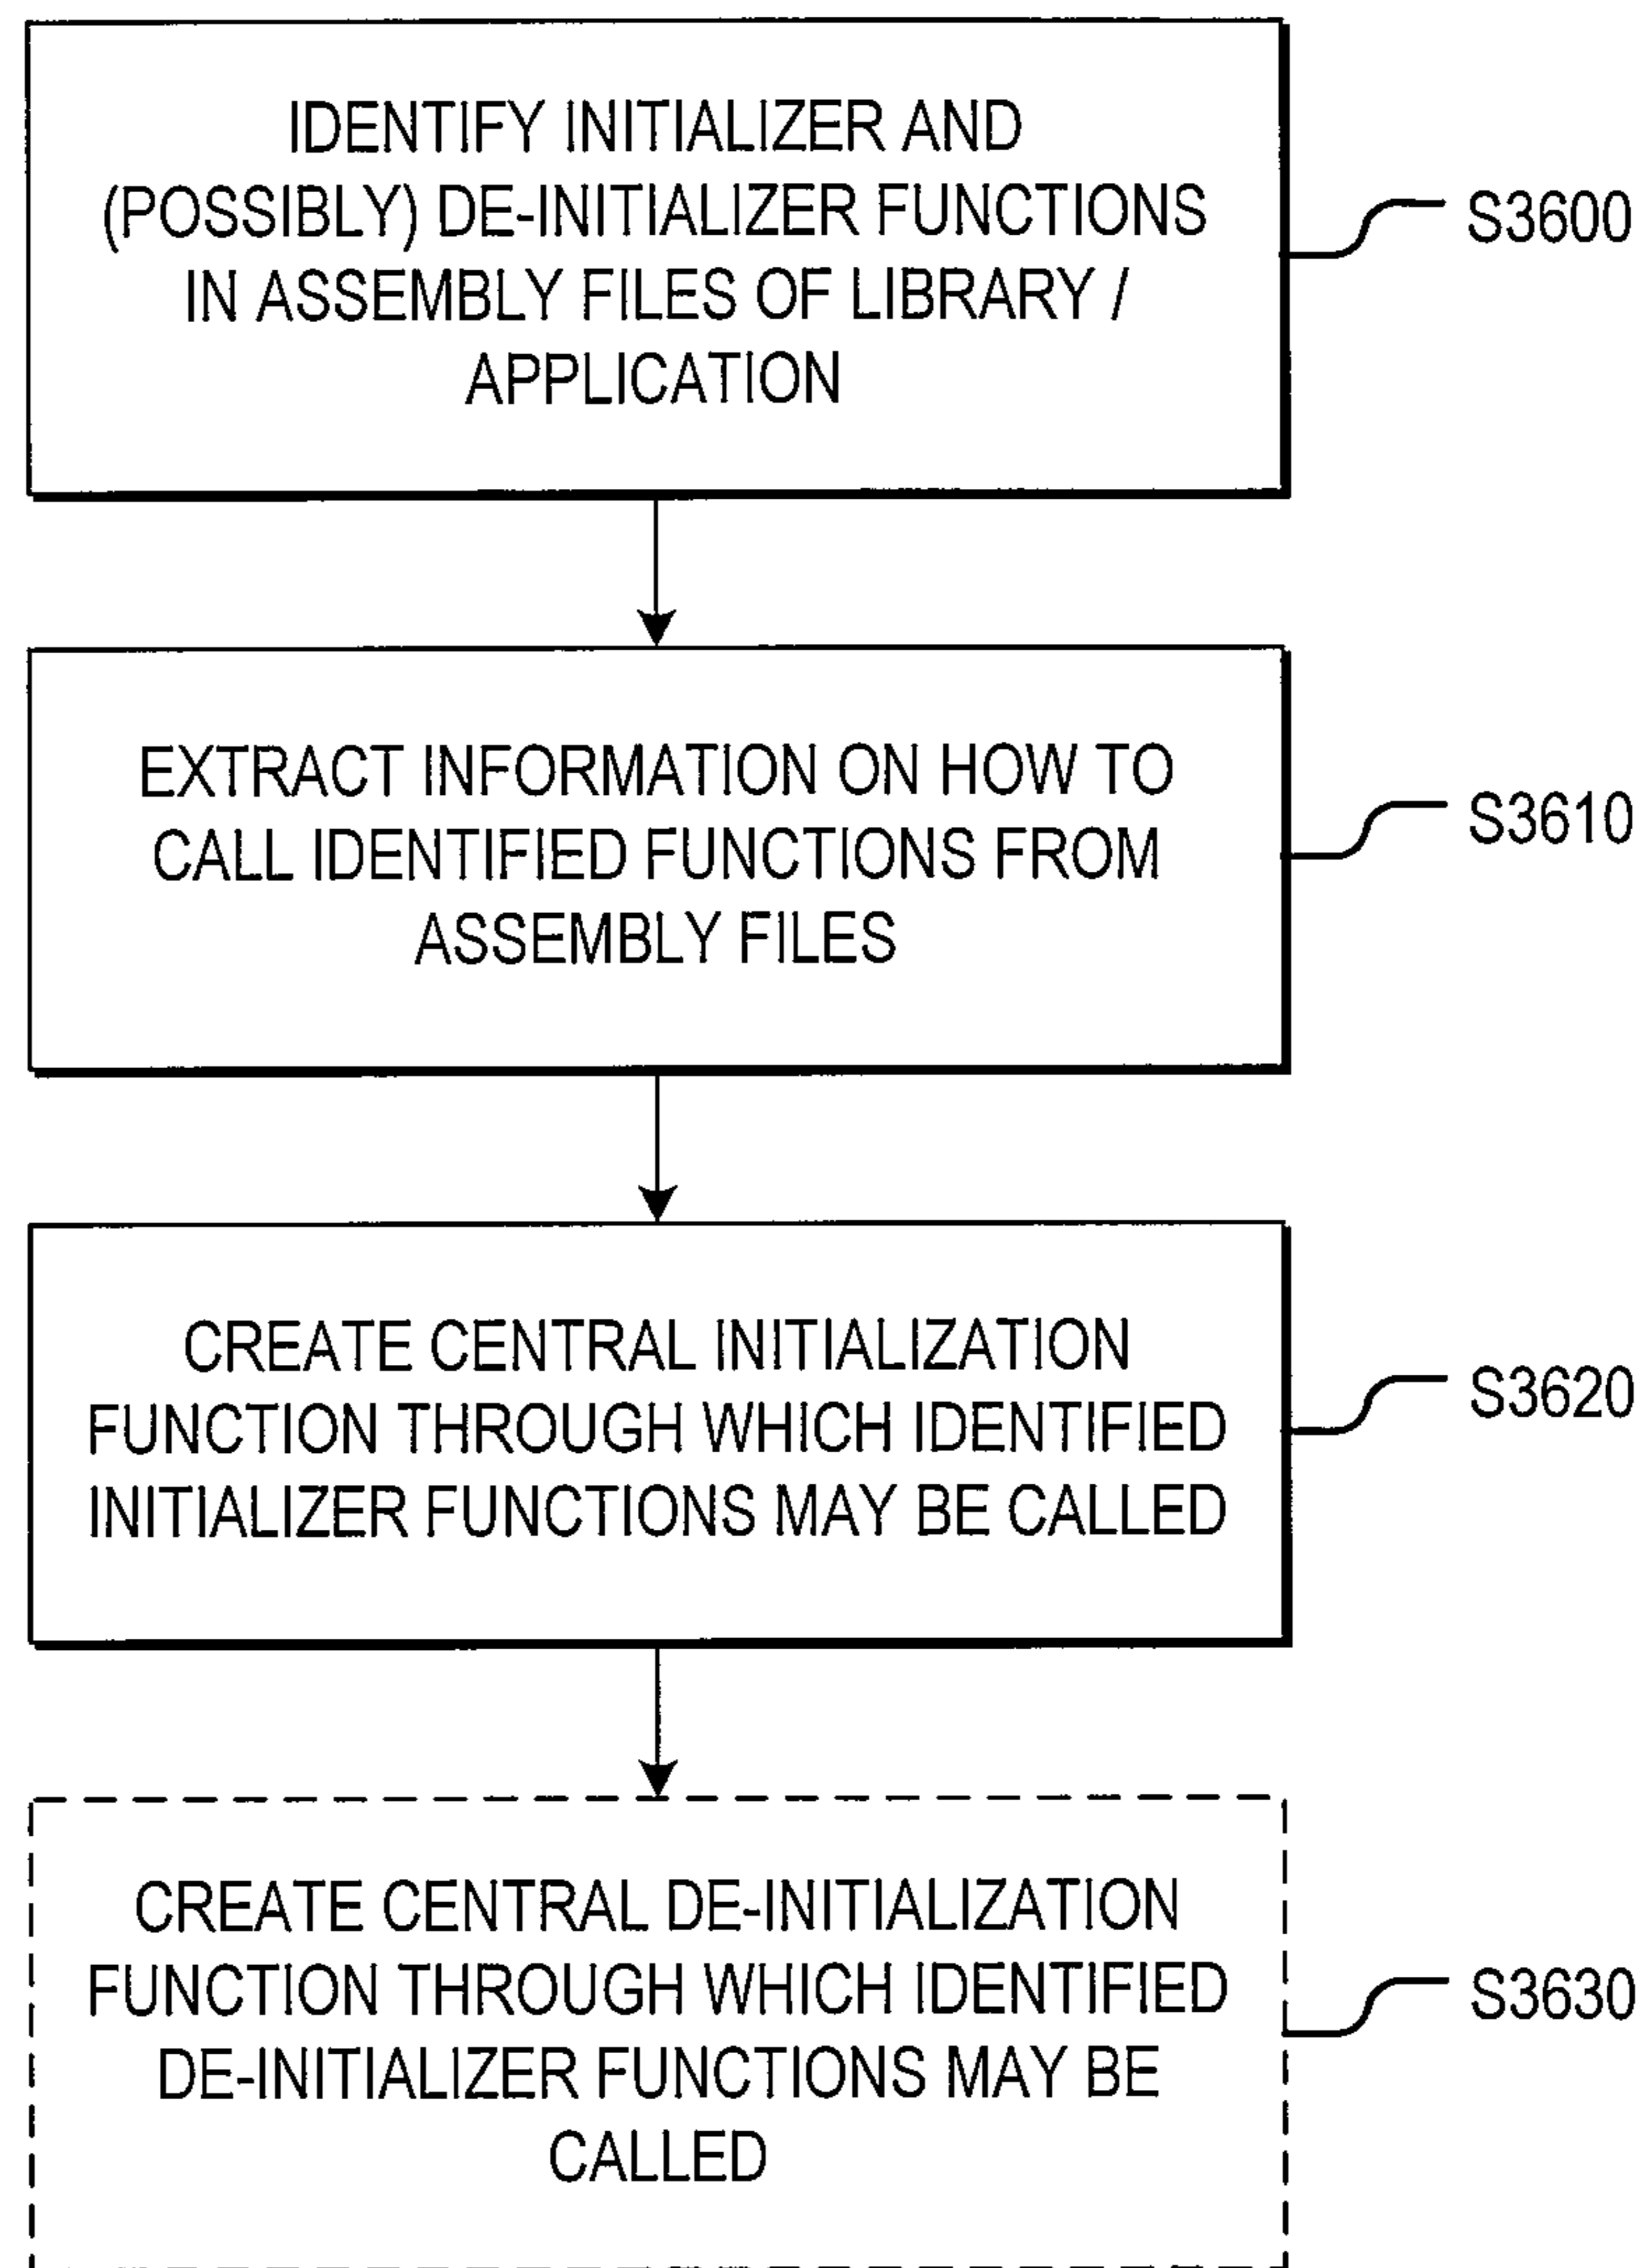 IDENTIFY INITIALIZER AND
(POSSIBLY) DE-INITIALIZER FUNCTIONS
IN ASSEMBLY FILES OF LIBRARY /
APPLICATION
S3600
EXTRACT INFORMATION ON HOW TO
CALL IDENTIFIED FUNCTIONS FROM
ASSEMBLY FILES
S3610
CREATE CENTRAL INITIALIZATION
FUNCTION THROUGH WHICH IDENTIFIED
INITIALIZER FUNCTIONS MAY BE CALLED
S3620
CREATE CENTRAL DE-INITIALIZATION
FUNCTION THROUGH WHICH IDENTIFIED
DE-INITIALIZER FUNCTIONS MAY BE
CALLED
S3630